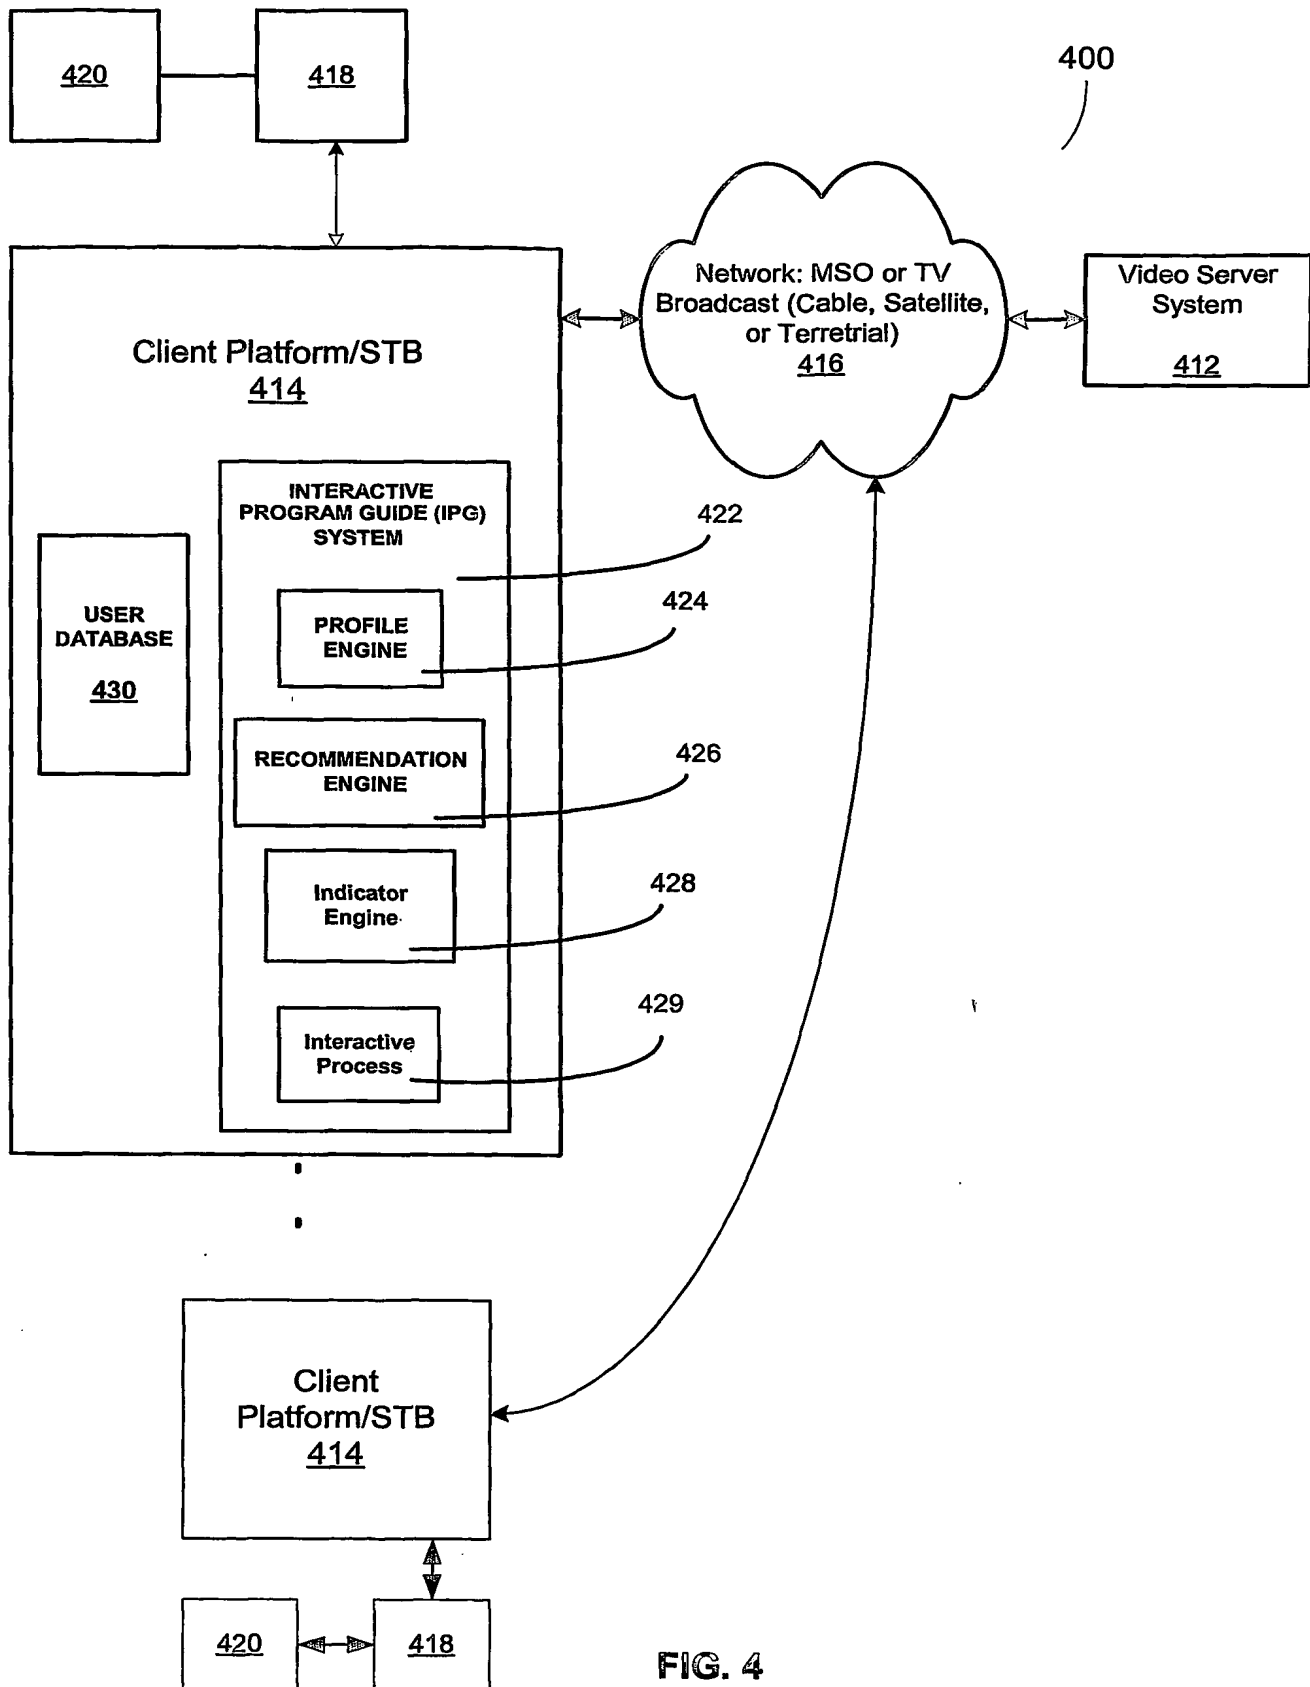 420
418
400
Network: MSO or TV
Broadcast (Cable, Satellite,
or Terretrial)
416
Video Server
System
412
Client Platform/STB
414
INTERACTIVE
PROGRAM GUIDE (IPG)
SYSTEM
422
USER
DATABASE
430
PROFILE
ENGINE
424
RECOMMENDATION
ENGINE
426
Indicator
Engine
428
Interactive
Process
429
Client
Platform/STB
414
420
418
FIG. 4